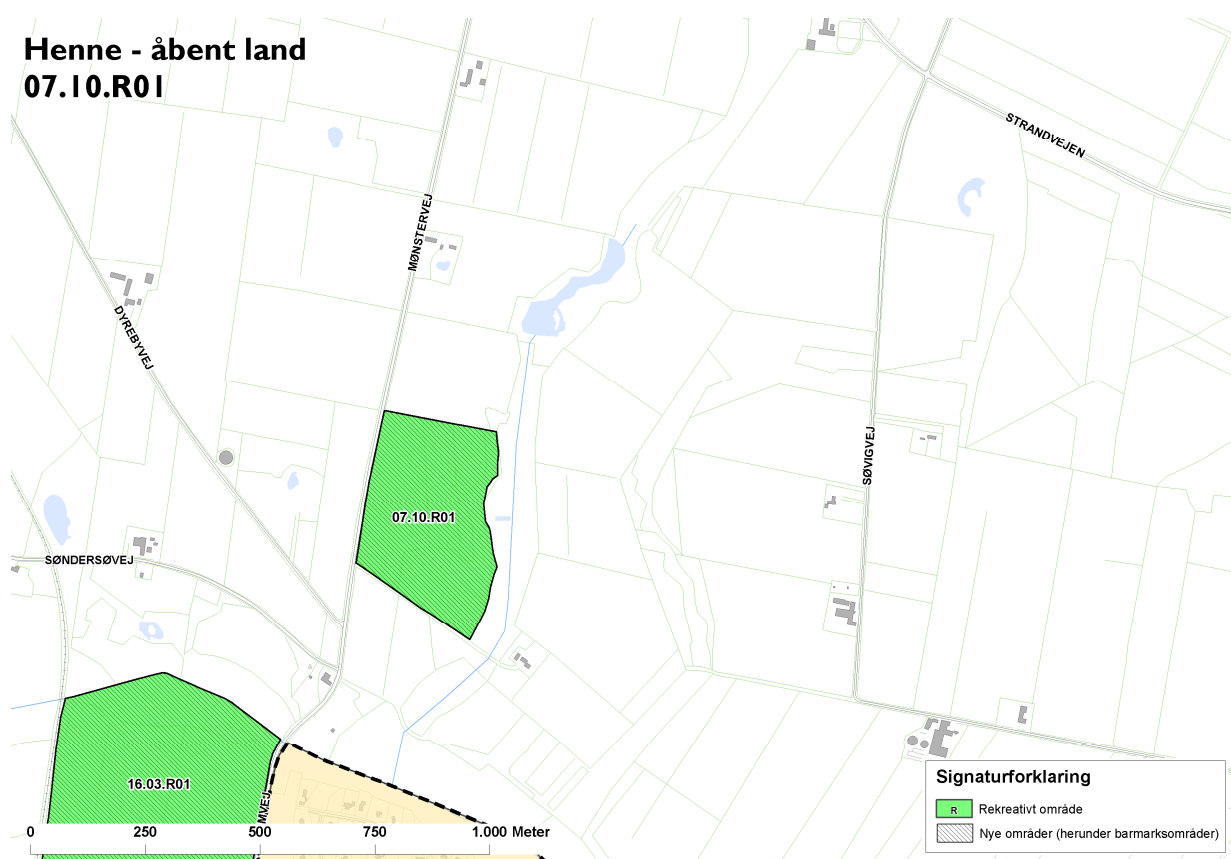 Henne - åbent land
07.10.R01
STRANDVEJEN
MØNSTERVEJ
DYREBYVEJ
SØVIGVEJ
07.10.R01
SØNDERSØVEJ
16.03.R01
MVEJ
0 250 500 750 1.000 Meter
Signaturforklaring
R Rekreativt område
Nye områder (herunder barmarksområder)